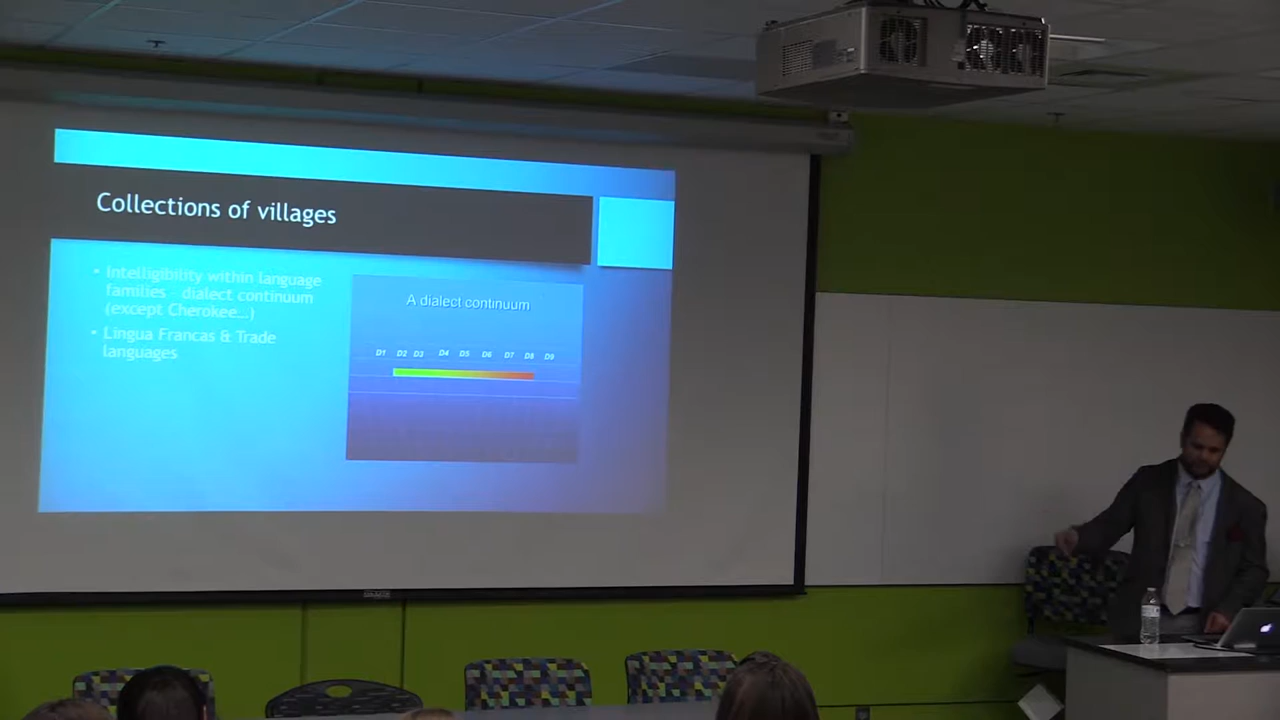 Collections of villages
• Intelligibility within language
families – dialect continuum
(except Cherokee…)
• Lingua Francas & Trade
languages
A dialect continuum
D1 D2 D3 D4 D5 D6 D7 D8 D9